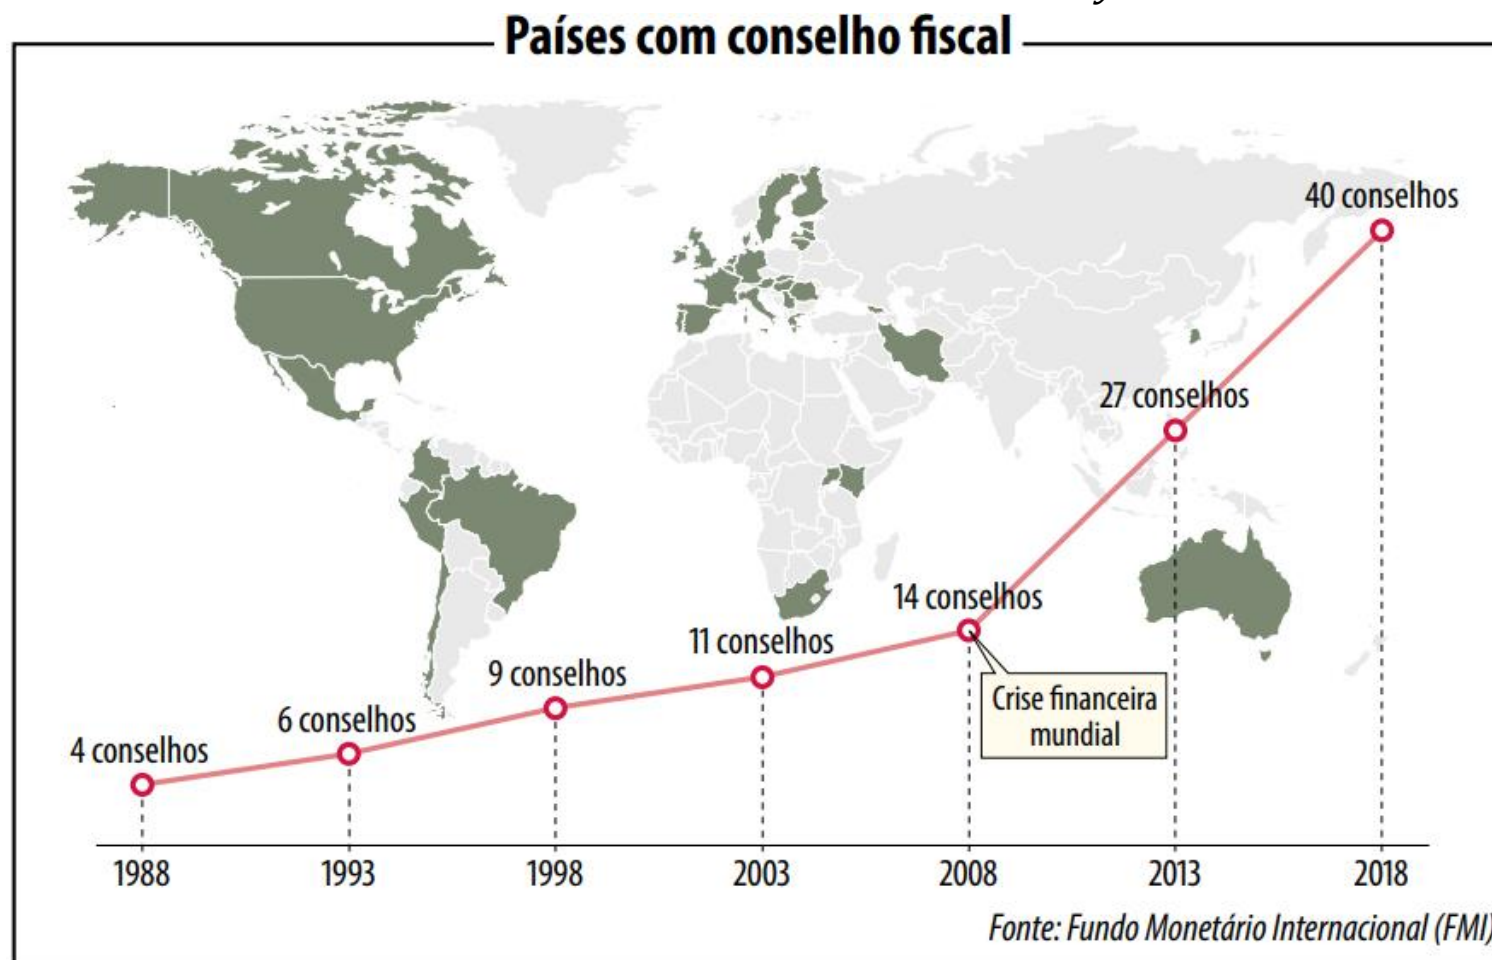 Países com conselho fiscal
40 conselhos
27 conselhos
14 conselhos
11 conselhos
9 conselhos
6 conselhos
4 conselhos
Crise financeira
mundial
1988 1993 1998 2003 2008 2013 2018
Fonte: Fundo Monetário Internacional (FMI)